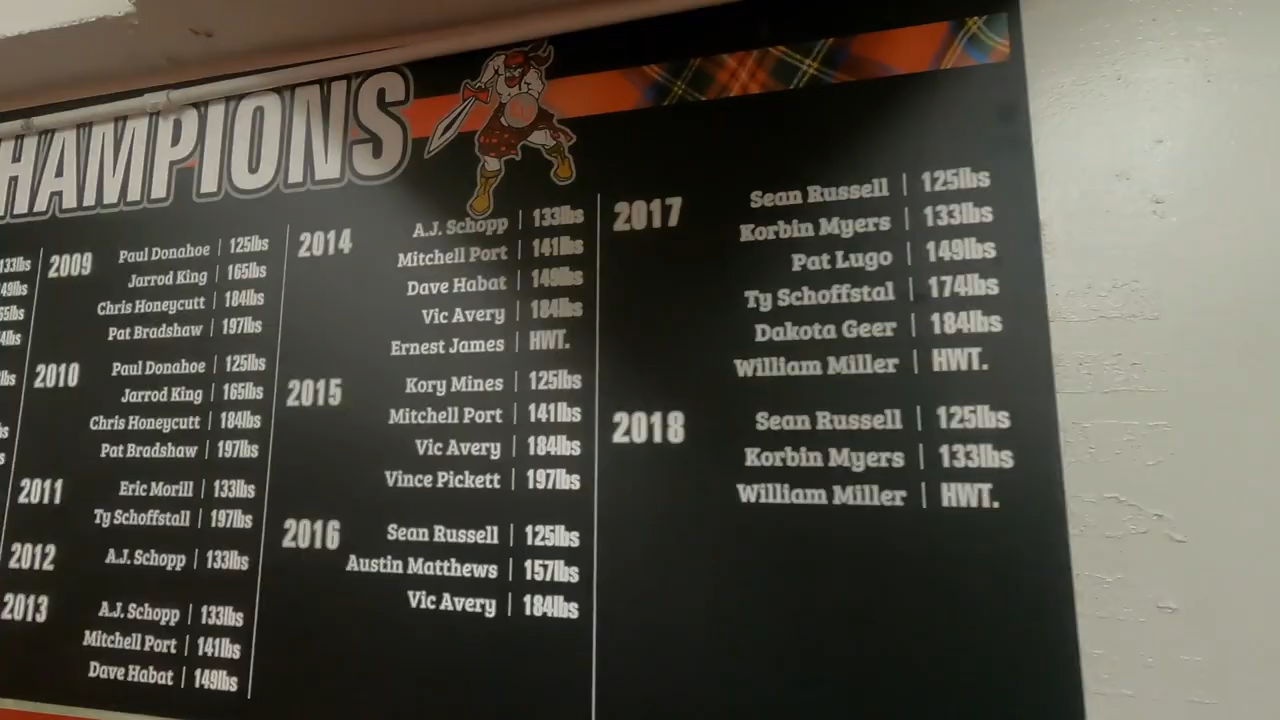 HAMPIONS
133lbs
49lbs
65lbs
4lbs
lbs
2009 Paul Donahoe | 125lbs
Jarrod King | 165lbs
Chris Honeycutt | 184lbs
Pat Bradshaw | 197lbs
2010 Paul Donahoe | 125lbs
Jarrod King | 165lbs
Chris Honeycutt | 184lbs
Pat Bradshaw | 197lbs
2011 Eric Morill | 133lbs
Ty Schoffstall | 197lbs
2012 A.J. Schopp | 133lbs
2013 A.J. Schopp | 133lbs
Mitchell Port | 141lbs
Dave Habat | 149lbs
2014 A.J. Schopp | 133lbs
Mitchell Port | 141lbs
Dave Habat | 149lbs
Vic Avery | 184lbs
Ernest James | HWT.
2015 Kory Mines | 125lbs
Mitchell Port | 141lbs
Vic Avery | 184lbs
Vince Pickett | 197lbs
2016 Sean Russell | 125lbs
Austin Matthews | 157lbs
Vic Avery | 184lbs
2017 Sean Russell | 125lbs
Korbin Myers | 133lbs
Pat Lugo | 149lbs
Ty Schoffstal | 174lbs
Dakota Geer | 184lbs
William Miller | HWT.
2018 Sean Russell | 125lbs
Korbin Myers | 133lbs
William Miller | HWT.